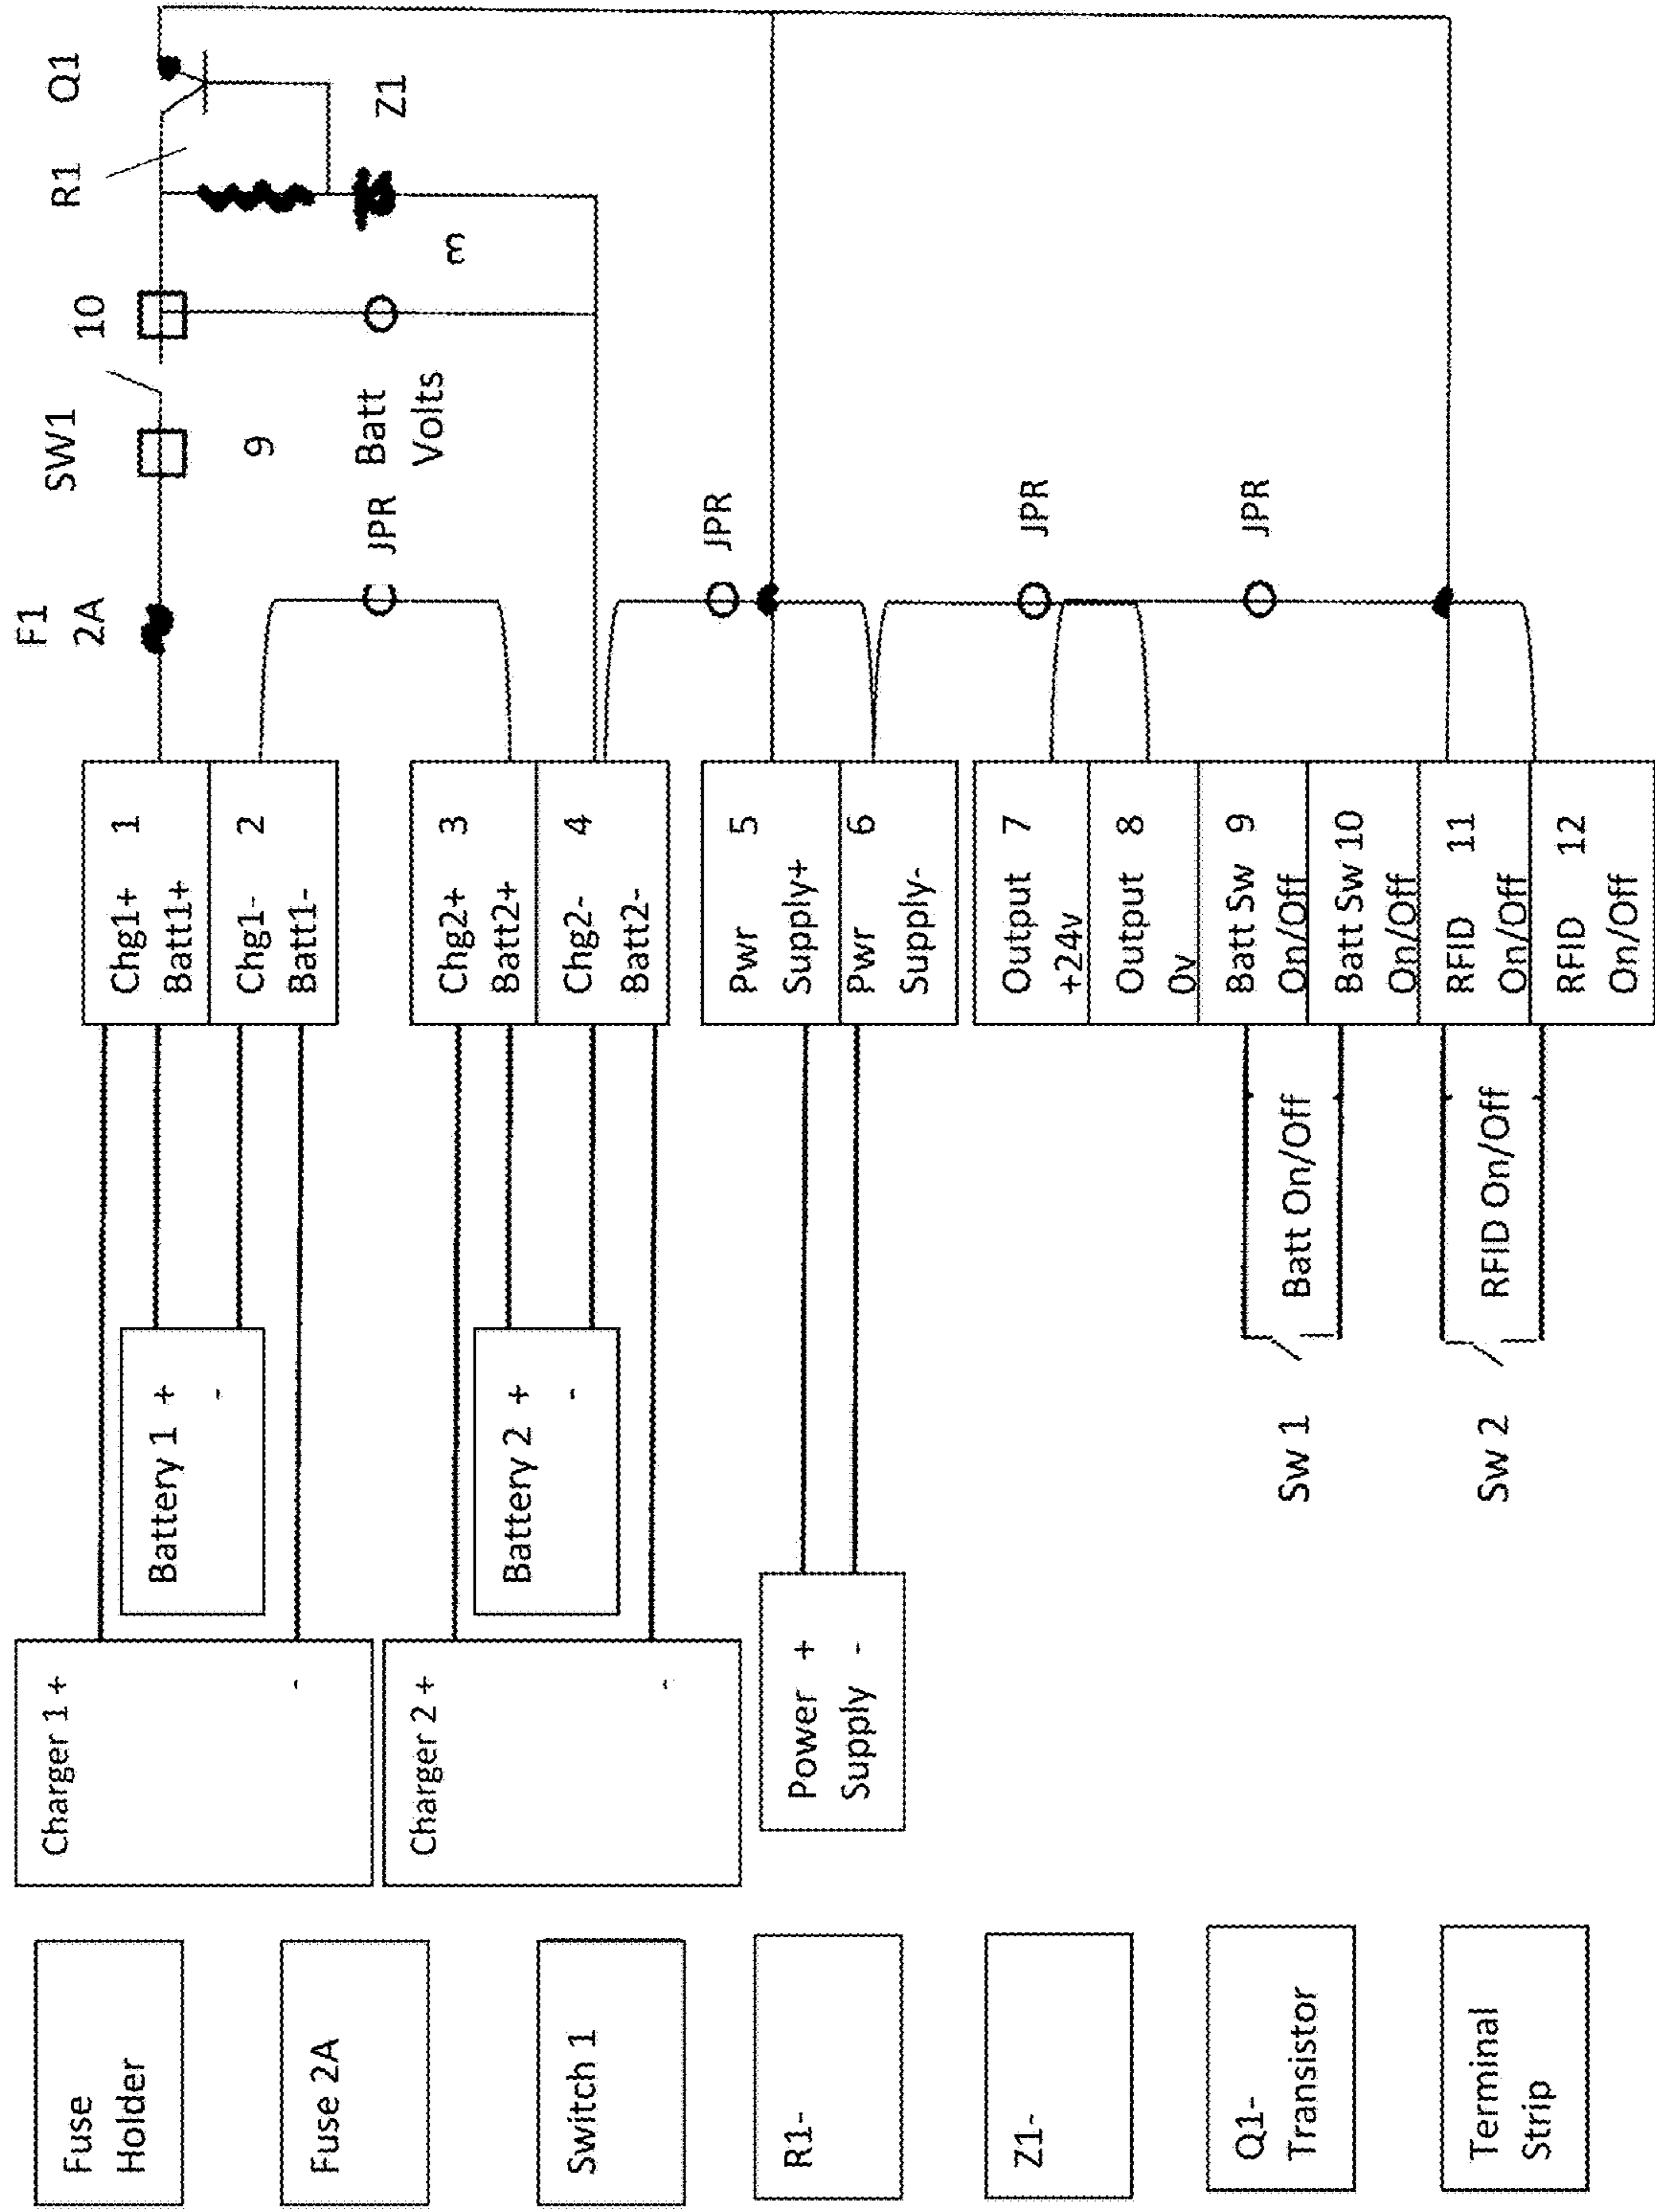 Fuse
Holder
Fuse 2A
Switch 1
R1-
Z1-
Q1-
Transistor
Terminal
Strip
Charger 1 +
-
Battery 1 +
-
Charger 2 +
-
Battery 2 +
-
Power +
Supply -
Sw 1
Batt On/Off
Sw 2
RFID On/Off
Chg1+ 1
Batt1+
Chg1- 2
Batt1-
Chg2+ 3
Batt2+
Chg2- 4
Batt2-
Pwr 5
Supply+
Pwr 6
Supply-
Output 7
+24v
Output 8
0v
Batt Sw 9
On/Off
Batt Sw 10
On/Off
RFID 11
On/Off
RFID 12
On/Off
F1
2A
SW1
10
R1
Q1
9
JPR
Batt
Volts
Z1
3
JPR
JPR
JPR